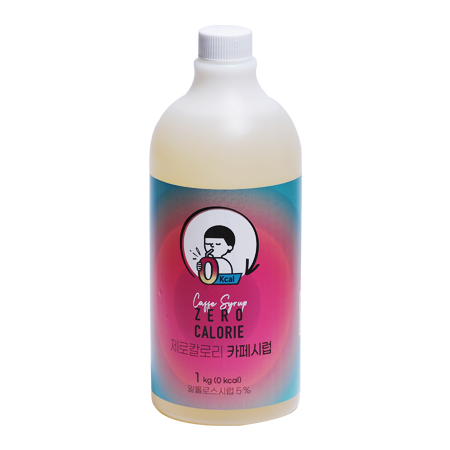 0 Kcal
Caffe Syrup
ZERO
CALORIE
제로칼로리 카페시럽
1 kg (0 kcal)
알룰로스시럽 5%